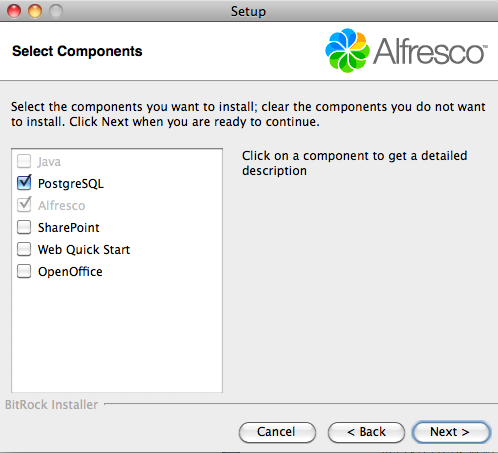 Setup
Select Components
Alfresco™
Select the components you want to install; clear the components you do not want
to install. Click Next when you are ready to continue.
Java
PostgreSQL
Alfresco
SharePoint
Web Quick Start
OpenOffice
Click on a component to get a detailed
description
BitRock Installer
Cancel
< Back
Next >